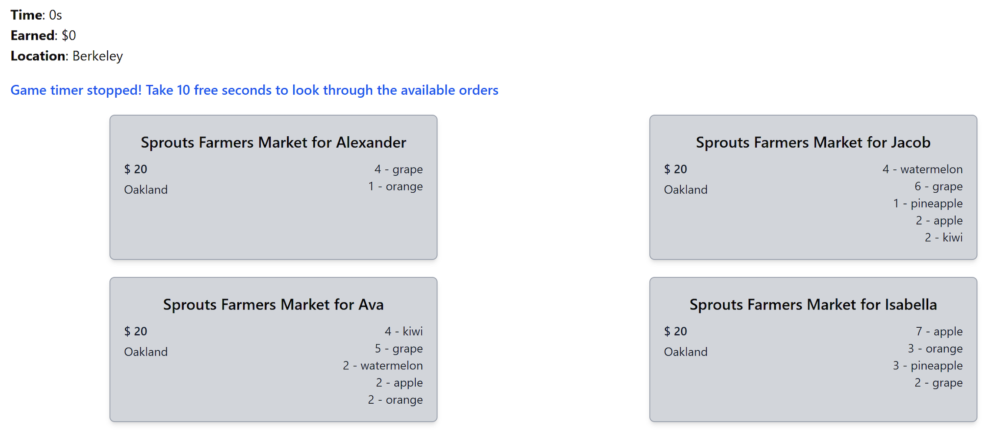 Time: 0s
Earned: $0
Location: Berkeley
Game timer stopped! Take 10 free seconds to look through the available orders
Sprouts Farmers Market for Alexander
$ 20
Oakland
4 - grape
1 - orange
Sprouts Farmers Market for Jacob
$ 20
Oakland
4 - watermelon
6 - grape
1 - pineapple
2 - apple
2 - kiwi
Sprouts Farmers Market for Ava
$ 20
Oakland
4 - kiwi
5 - grape
2 - watermelon
2 - apple
2 - orange
Sprouts Farmers Market for Isabella
$ 20
Oakland
7 - apple
3 - orange
3 - pineapple
2 - grape